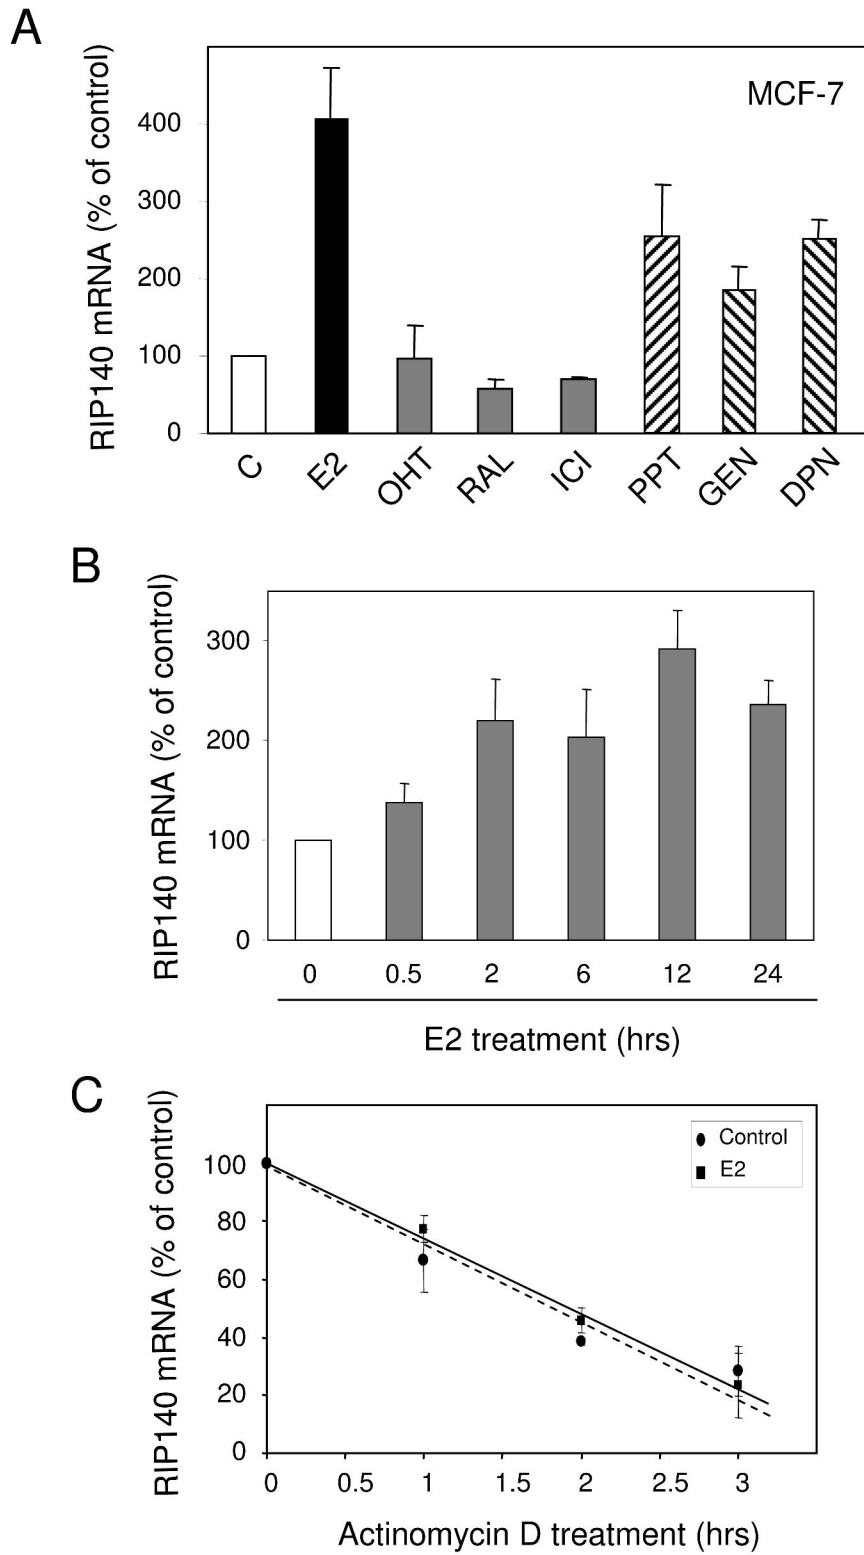 A
RIP140 mRNA (% of control)
MCF-7
400
300
200
100
0
C E2 OHT RAL ICI PPT GEN DPN
B
RIP140 mRNA (% of control)
300
200
100
0
0 0.5 2 6 12 24
E2 treatment (hrs)
C
RIP140 mRNA (% of control)
Control
E2
100
80
60
40
20
0
0 0.5 1 1.5 2 2.5 3
Actinomycin D treatment (hrs)